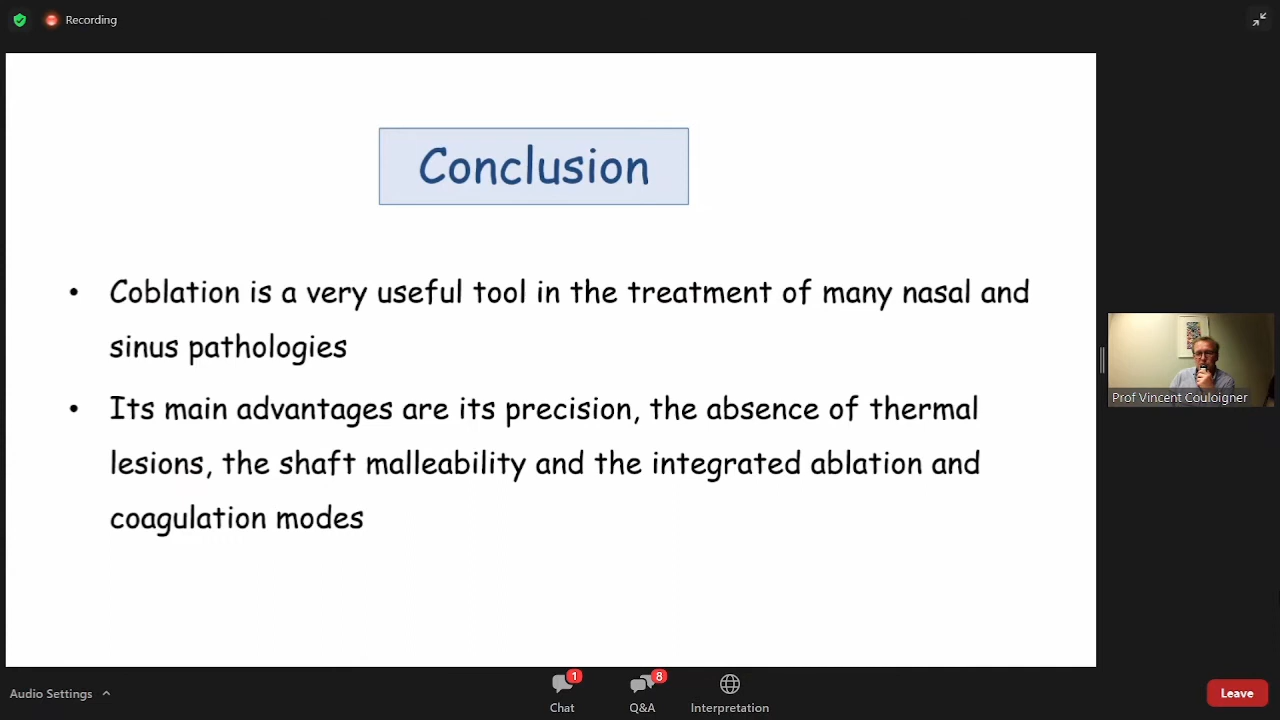 Recording
Conclusion
• Coblation is a very useful tool in the treatment of many nasal and
sinus pathologies
• Its main advantages are its precision, the absence of thermal
lesions, the shaft malleability and the integrated ablation and
coagulation modes
Prof Vincent Couloigner
Audio Settings
1
Chat
8
Q&A
Interpretation
Leave